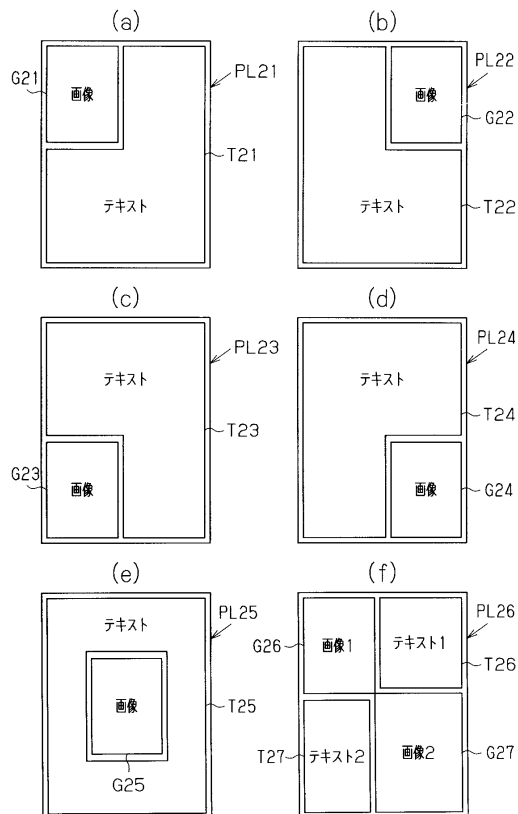 (a)
G21
画像
PL21
T21
テキスト
(b)
画像
PL22
G22
テキスト
T22
(c)
テキスト
PL23
T23
G23
画像
(d)
テキスト
PL24
T24
画像
G24
(e)
テキスト
PL25
画像
T25
G25
(f)
G26
画像1
テキスト1
PL26
T26
T27
テキスト2
画像2
G27